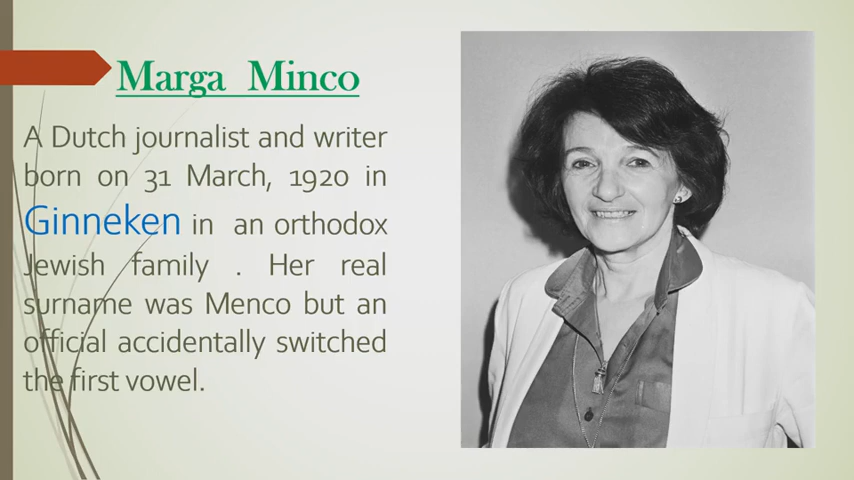 Marga Minco
A Dutch journalist and writer
born on 31 March, 1920 in
Ginneken in an orthodox
Jewish family . Her real
surname was Menco but an
official accidentally switched
the first vowel.